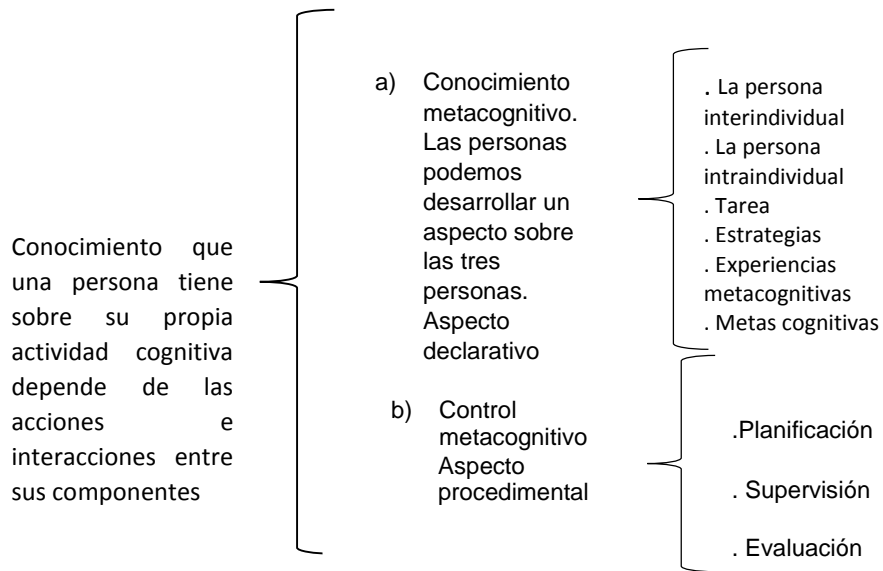 Conocimiento que
una persona tiene
sobre su propia
actividad cognitiva
depende de las
acciones e
interacciones entre
sus componentes
a) Conocimiento
metacognitivo.
Las personas
podemos
desarrollar un
aspecto sobre
las tres
personas.
Aspecto
declarativo
. La persona
interindividual
. La persona
intraindividual
. Tarea
. Estrategias
. Experiencias
metacognitivas
. Metas cognitivas
b) Control
metacognitivo
Aspecto
procedimental
.Planificación
. Supervisión
. Evaluación